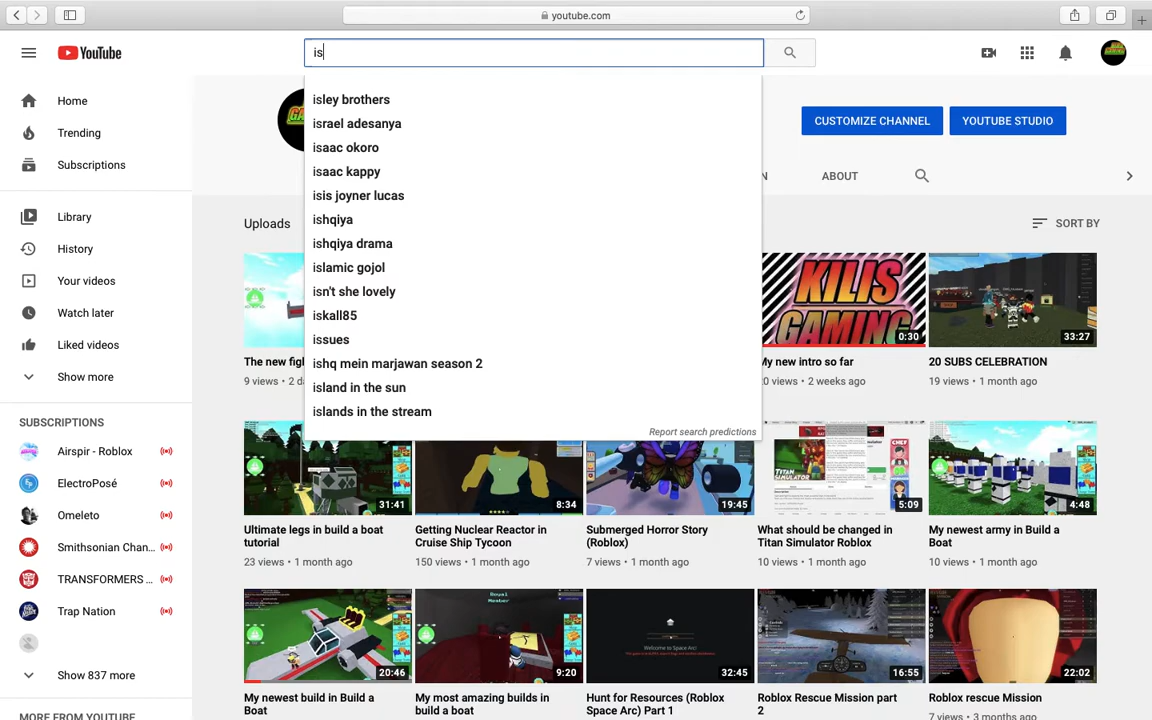 youtube.com
YouTube
is
isley brothers
israel adesanya
isaac okoro
isaac kappy
isis joyner lucas
ishqiya
ishqiya drama
islamic gojol
isn't she lovely
iskall85
issues
ishq mein marjawan season 2
island in the sun
islands in the stream
Report search predictions
CUSTOMIZE CHANNEL
YOUTUBE STUDIO
N
ABOUT
Home
Trending
Subscriptions
Library
History
Your videos
Watch later
Liked videos
Show more
SUBSCRIPTIONS
Airspir - Roblox
ElectroPosé
Omeleto
Smithsonian Chan...
TRANSFORMERS ...
Trap Nation
Show 837 more
MORE FROM YOUTUBE
Uploads
SORT BY
The new figh
9 views • 2 da
KILIS
GAMING
0:30
My new intro so far
20 views • 2 weeks ago
33:27
20 SUBS CELEBRATION
19 views • 1 month ago
31:41
Ultimate legs in build a boat
tutorial
23 views • 1 month ago
8:34
Getting Nuclear Reactor in
Cruise Ship Tycoon
150 views • 1 month ago
19:45
Submerged Horror Story
(Roblox)
7 views • 1 month ago
TITAN
SIMULATOR
CHEF
5:09
What should be changed in
Titan Simulator Roblox
10 views • 1 month ago
4:48
My newest army in Build a
Boat
10 views • 1 month ago
20:46
My newest build in Build a
Boat
9:20
My most amazing builds in
build a boat
Welcome to Space Arc!
32:45
Hunt for Resources (Roblox
Space Arc) Part 1
16:55
Roblox Rescue Mission part
2
22:02
Roblox rescue Mission
7 views • 3 months ago